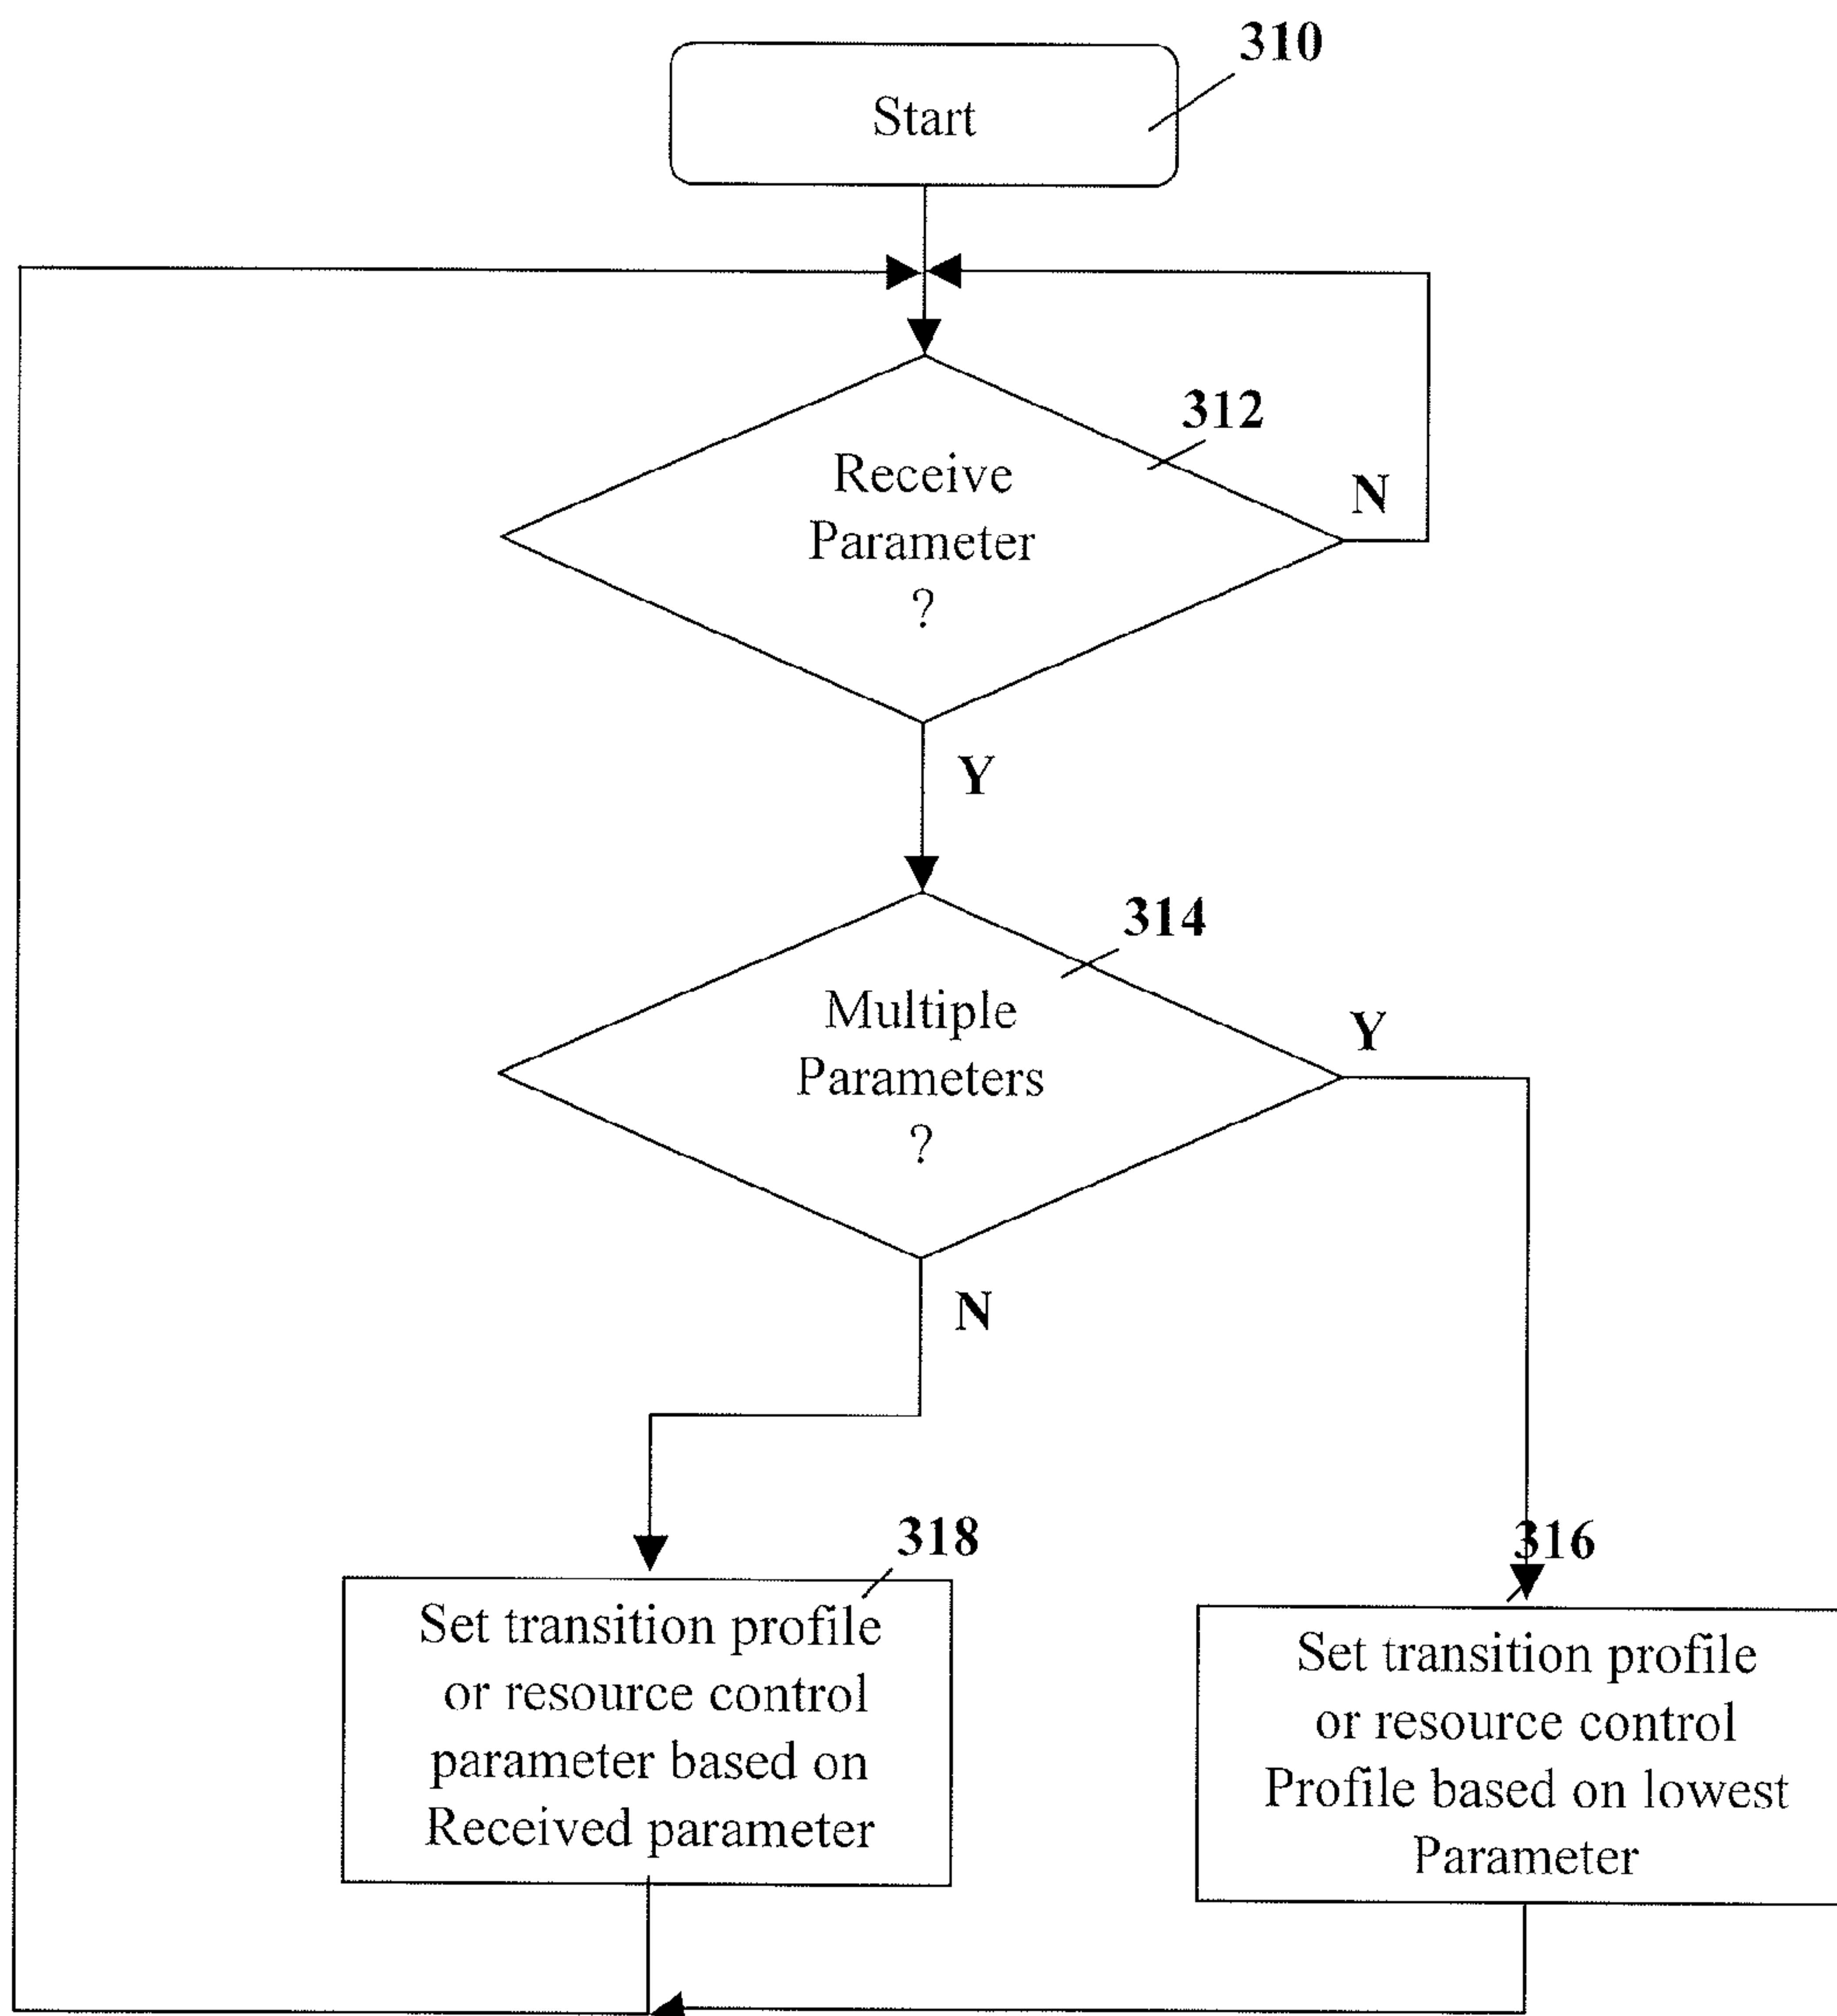 310
Start
312
Receive
Parameter
?
N
Y
314
Multiple
Parameters
?
Y
N
318
Set transition profile
or resource control
parameter based on
Received parameter
316
Set transition profile
or resource control
Profile based on lowest
Parameter